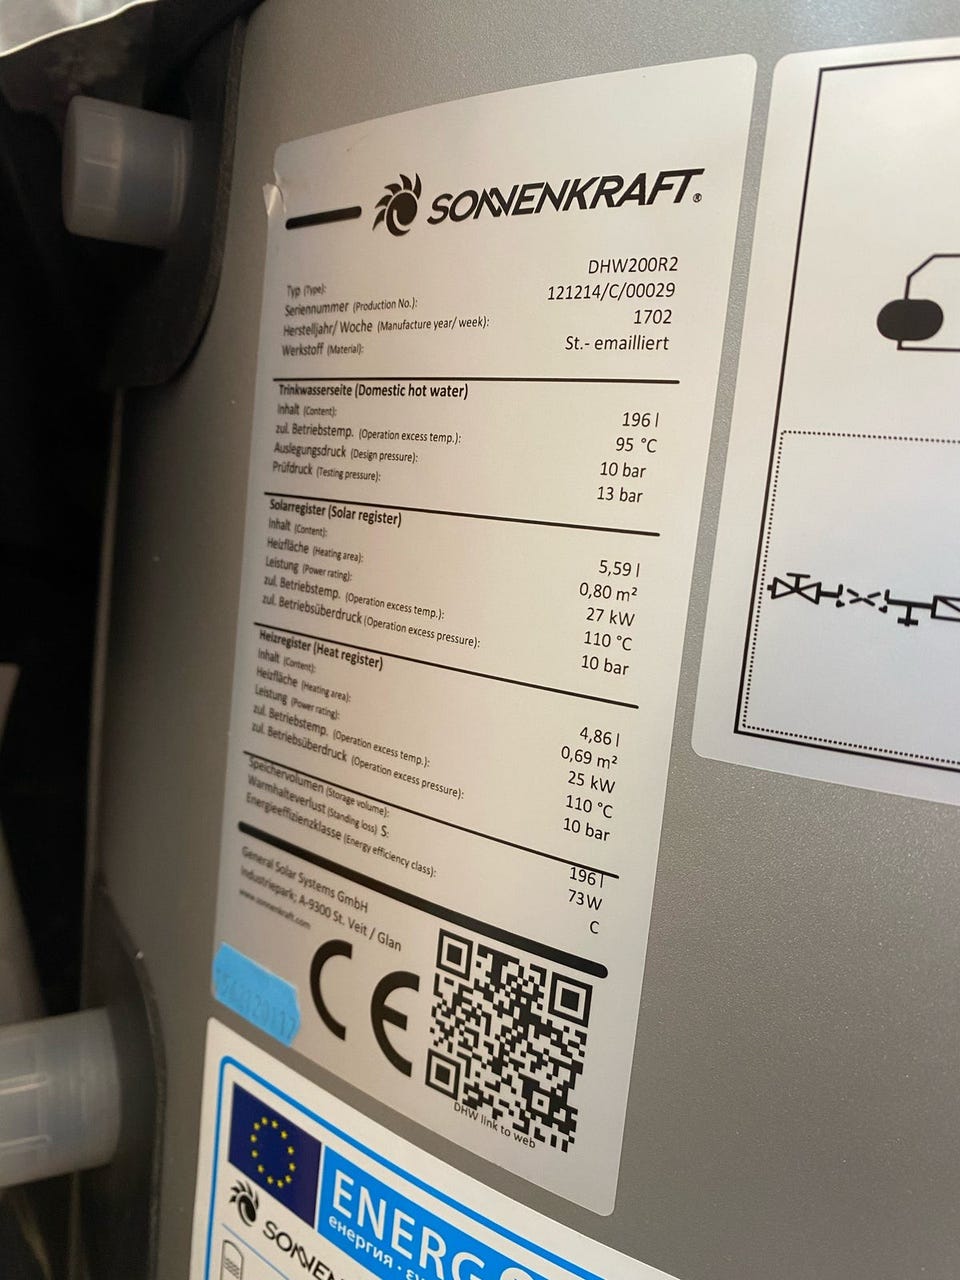 SONNENKRAFT®
Typ (Type): DHW200R2
Seriennummer (Production No.): 121214/C/00029
Herstelljahr/ Woche (Manufacture year/ week): 1702
Werkstoff (Material): St.- emailliert
Trinkwasserseite (Domestic hot water)
Inhalt (Content): 196 l
zul. Betriebstemp. (Operation excess temp.): 95 °C
Auslegungsdruck (Design pressure): 10 bar
Prüfdruck (Testing pressure): 13 bar
Solarregister (Solar register)
Inhalt (Content): 5,59 l
Heizfläche (Heating area): 0,80 m²
Leistung (Power rating): 27 kW
zul. Betriebstemp. (Operation excess temp.): 110 °C
zul. Betriebsüberdruck (Operation excess pressure): 10 bar
Heizregister (Heat register)
Inhalt (Content): 4,86 l
Heizfläche (Heating area): 0,69 m²
Leistung (Power rating): 25 kW
zul. Betriebstemp. (Operation excess temp.): 110 °C
zul. Betriebsüberdruck (Operation excess pressure): 10 bar
Speichervolumen (Storage volume): 196 l
Warmhalteverlust (Standing loss) S: 73W
Energieeffizienzklasse (Energy efficiency class): C
General Solar Systems GmbH
Industriepark; A-9300 St. Veit / Glan
www.sonnenkraft.com
CE
DHW link to web
ENERG
енергия · ε
SONNEN